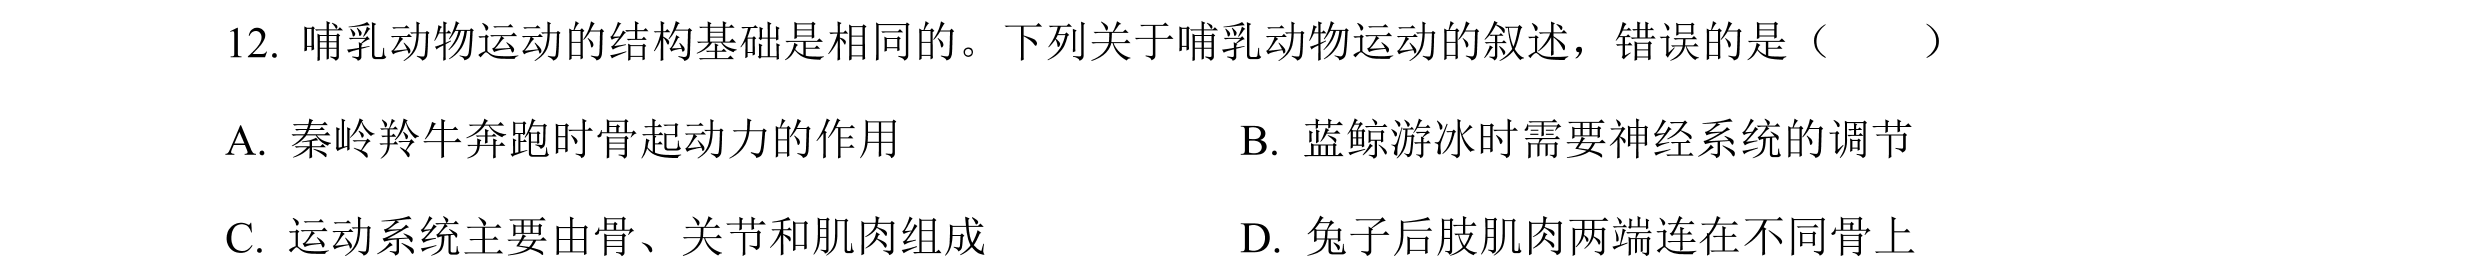 12. 哺乳动物运动的结构基础是相同的。下列关于哺乳动物运动的叙述，错误的是（　　）
A. 秦岭羚牛奔跑时骨起动力的作用　　B. 蓝鲸游冰时需要神经系统的调节
C. 运动系统主要由骨、关节和肌肉组成　　D. 兔子后肢肌肉两端连在不同骨上